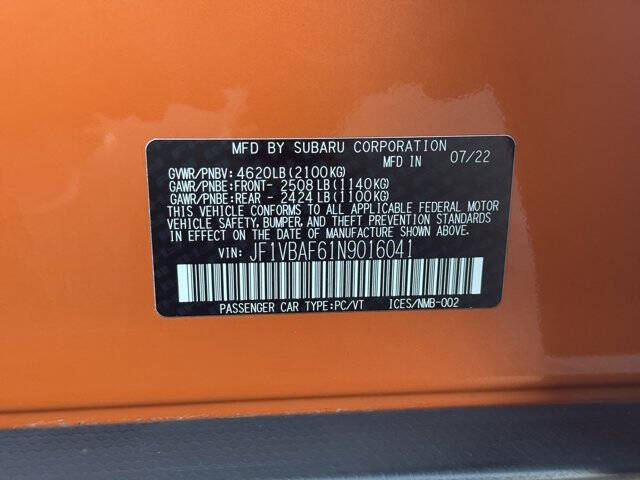 MFD BY SUBARU CORPORATION
MFD IN 07/22
GVWR/PNBV: 4620LB(2100KG)
GAWR/PNBE:FRONT- 2508LB(1140KG)
GAWR/PNBE:REAR - 2424LB(1100KG)
THIS VEHICLE CONFORMS TO ALL APPLICABLE FEDERAL MOTOR
VEHICLE SAFETY, BUMPER, AND THEFT PREVENTION STANDARDS
IN EFFECT ON THE DATE OF MANUFACTURE SHOWN ABOVE.
VIN: JF1VBAF61N9016041
PASSENGER CAR TYPE:PC/VT ICES/NMB-002